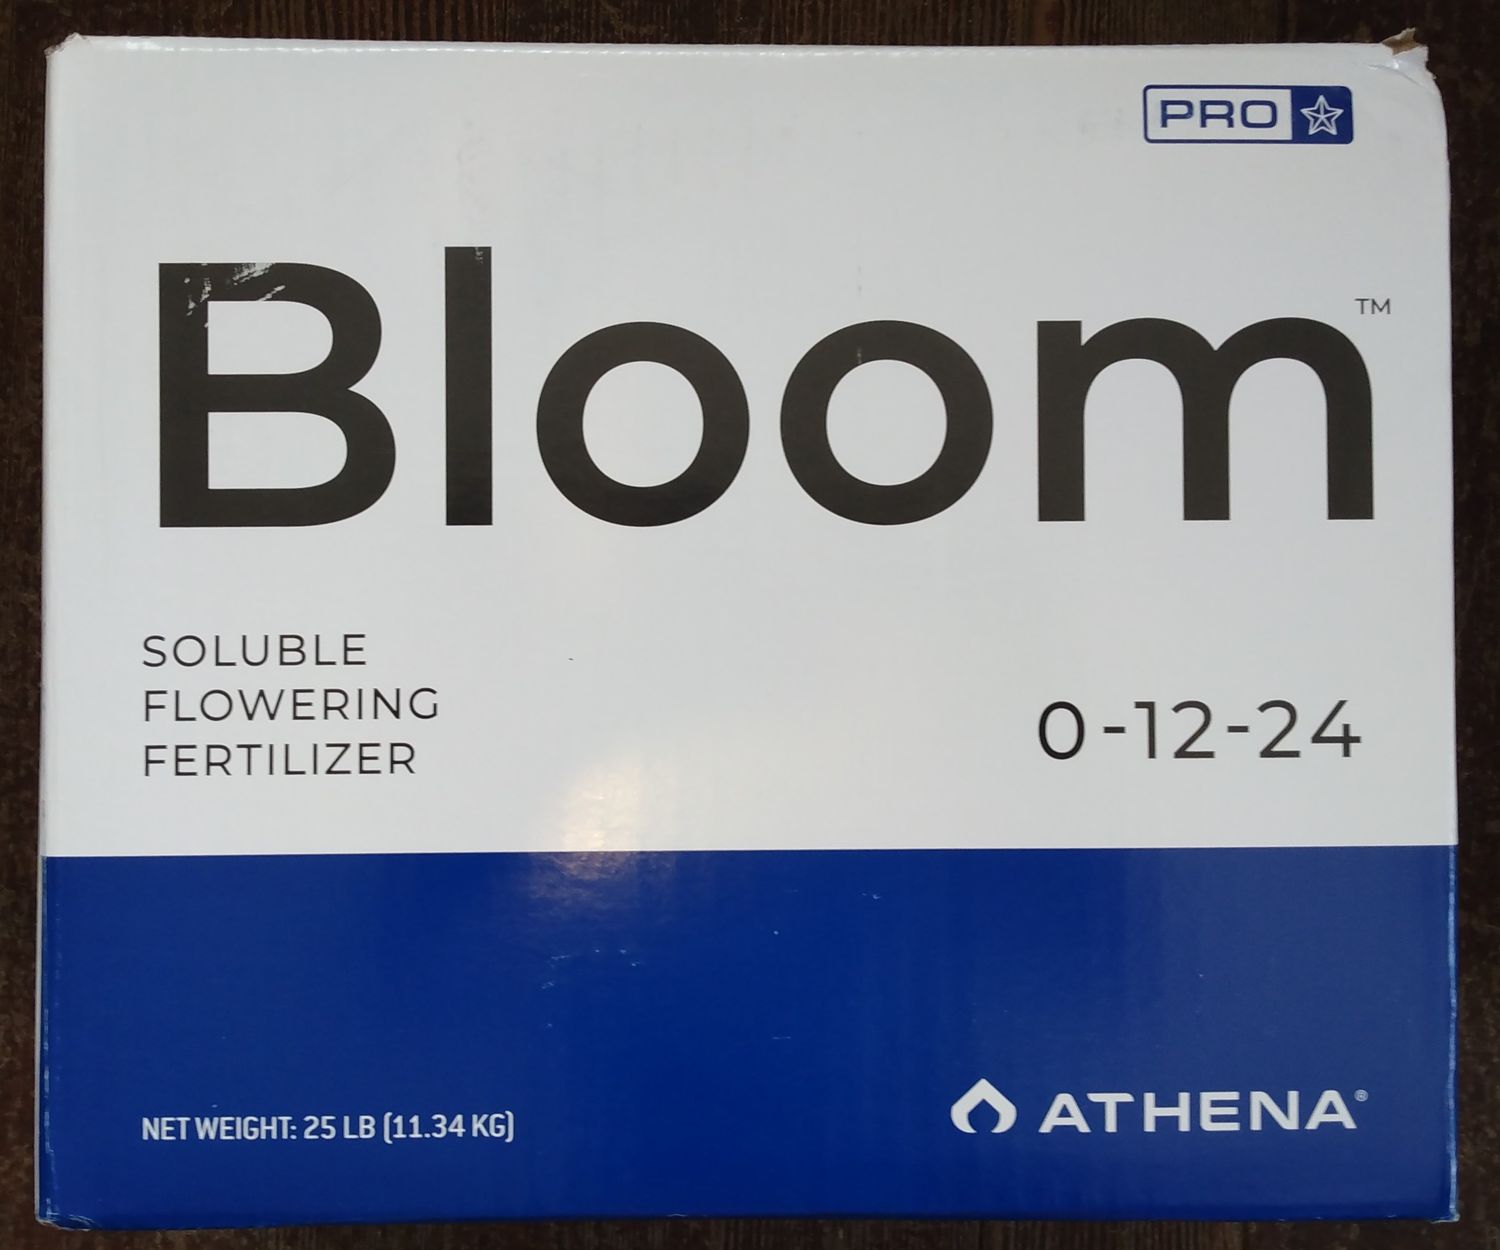 PRO
Bloom™
SOLUBLE
FLOWERING
FERTILIZER
0-12-24
NET WEIGHT: 25 LB (11.34 KG)
ATHENA®